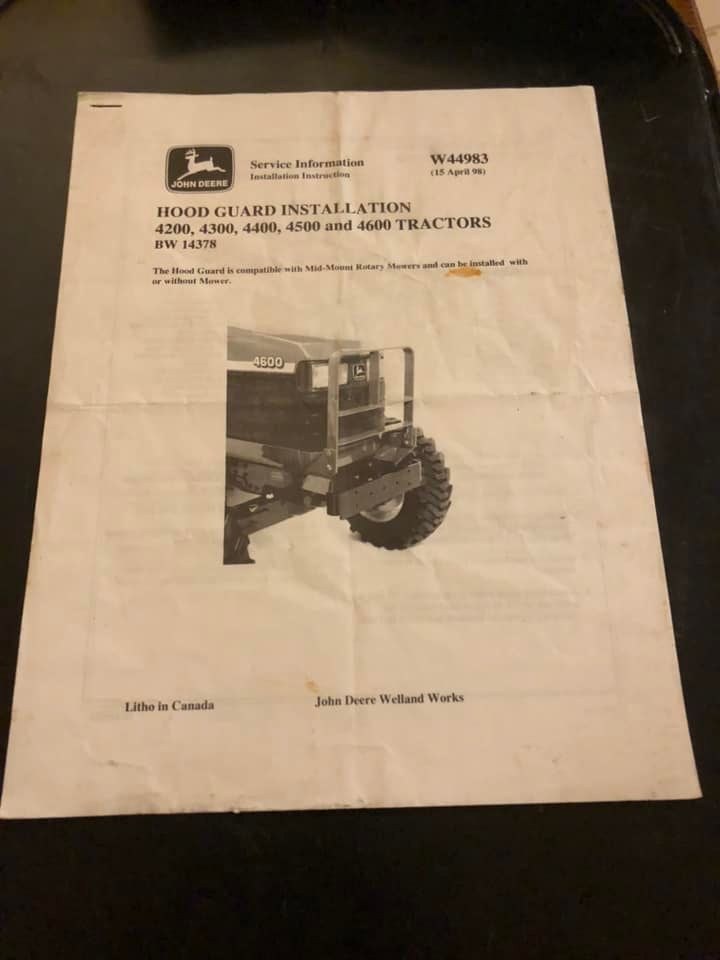 JOHN DEERE
Service Information
Installation Instruction
W44983
(15 April 98)
HOOD GUARD INSTALLATION
4200, 4300, 4400, 4500 and 4600 TRACTORS
BW 14378
The Hood Guard is compatible with Mid-Mount Rotary Mowers and can be installed with
or without Mower.
4600
Litho in Canada
John Deere Welland Works